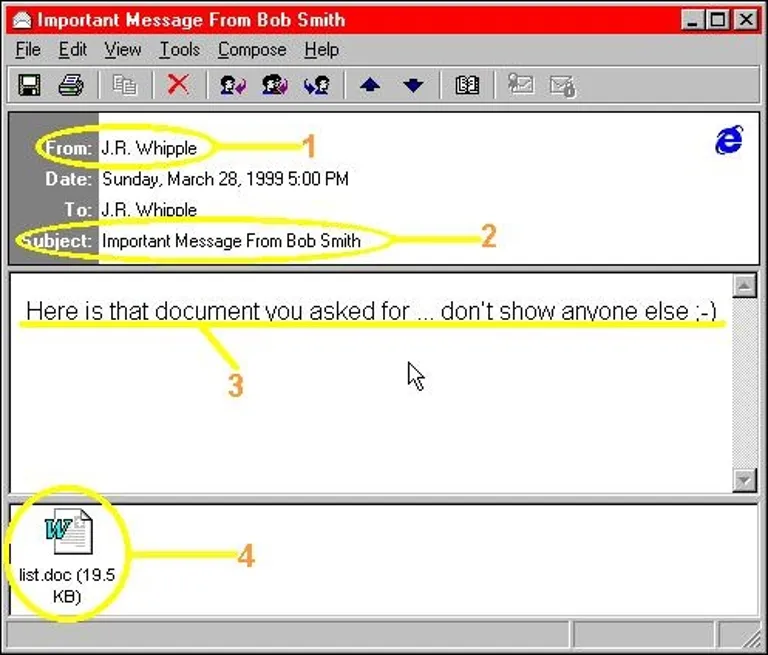 Important Message From Bob Smith
File Edit View Tools Compose Help
From: J.R. Whipple 1
Date: Sunday, March 28, 1999 5:00 PM
To: J.R. Whipple
Subject: Important Message From Bob Smith 2
Here is that document you asked for ... don't show anyone else ;-)
3
W
list.doc (19.5 4
KB)